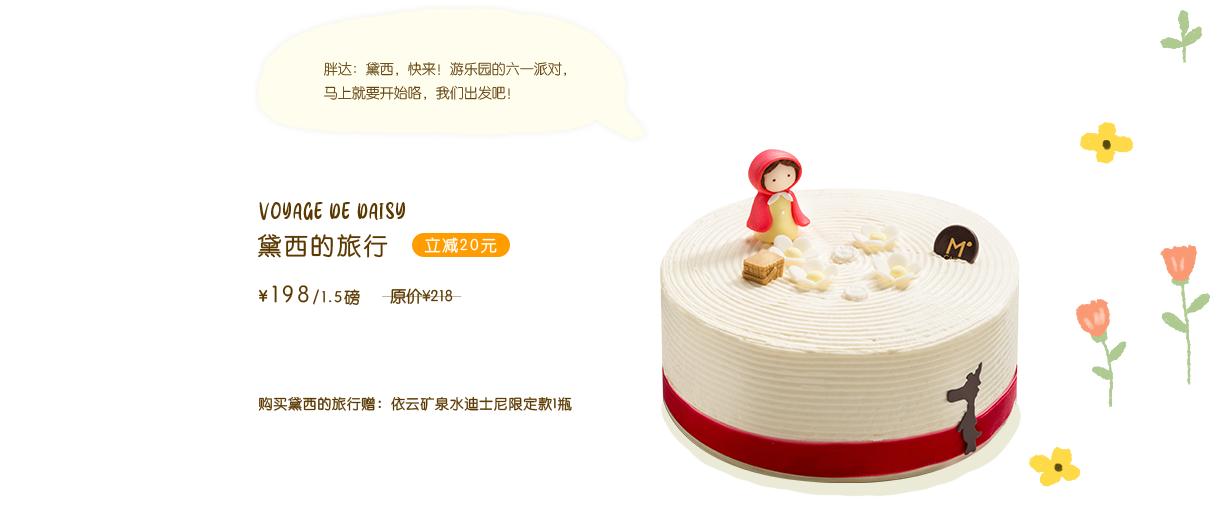 胖达：黛西，快来！游乐园的六一派对，
马上就要开始咯，我们出发吧！
VOYAGE DE DAISY
黛西的旅行 立减20元
¥198/1.5磅 原价¥218
购买黛西的旅行赠：依云矿泉水迪士尼限定款1瓶
M